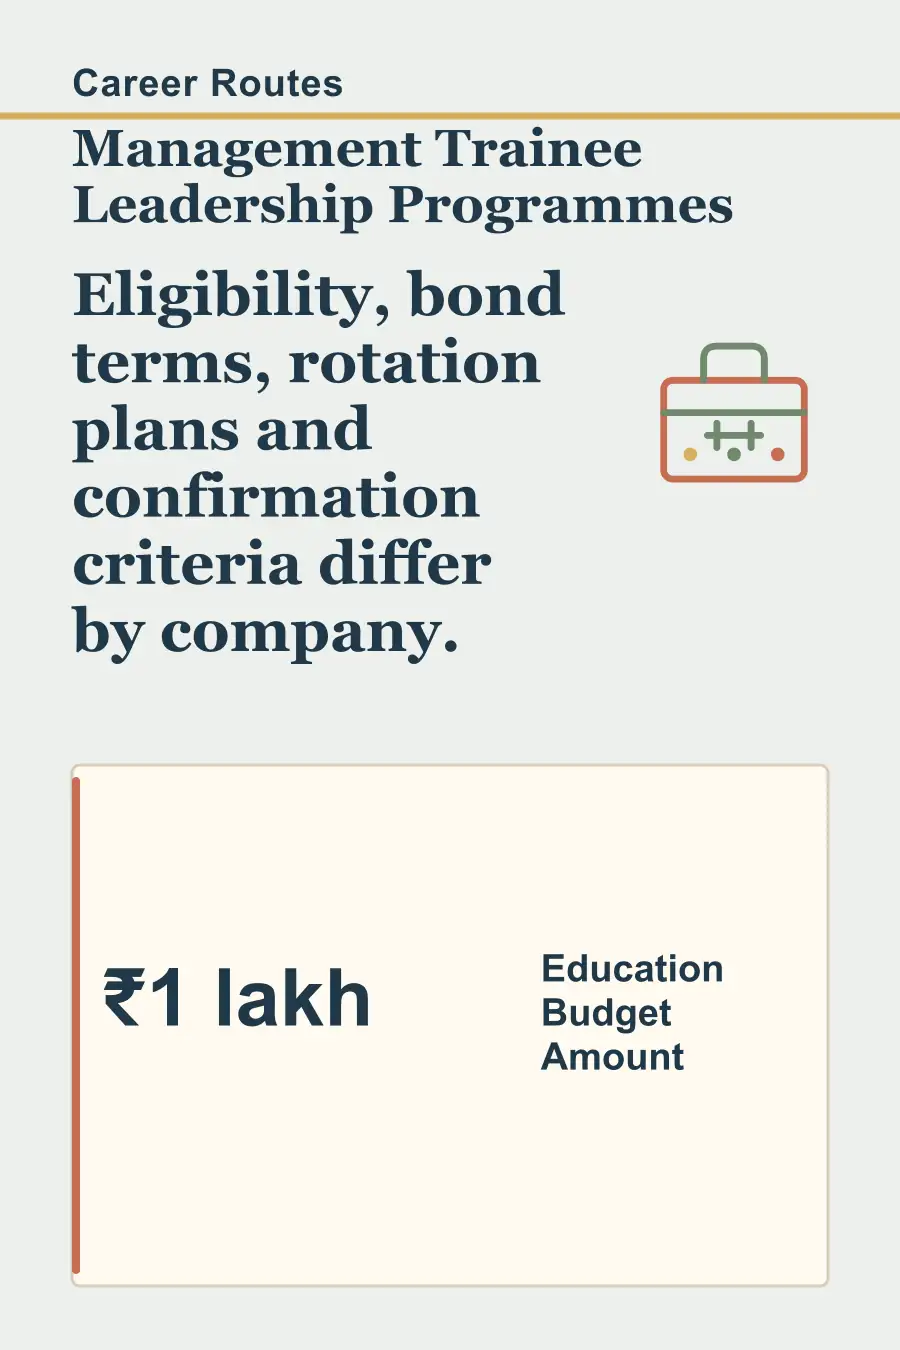 Career Routes
Management Trainee
Leadership Programmes
Eligibility, bond
terms, rotation
plans and
confirmation
criteria differ
by company.
₹1 lakh
Education
Budget
Amount